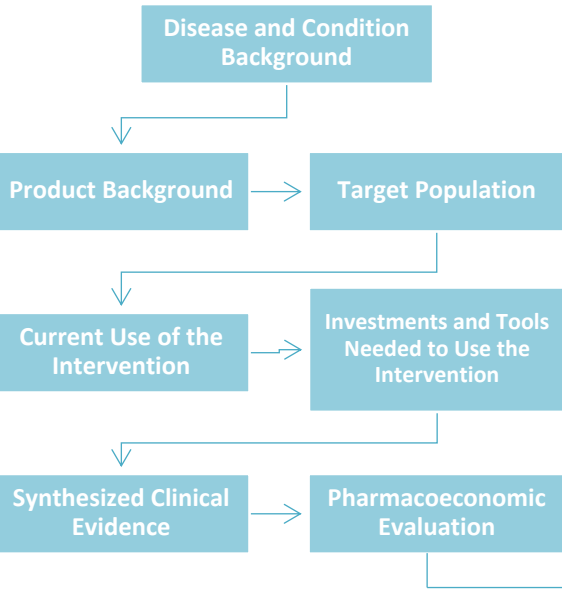 Disease and Condition
Background
Product Background
Target Population
Current Use of the
Intervention
Investments and Tools
Needed to Use the
Intervention
Synthesized Clinical
Evidence
Pharmacoeconomic
Evaluation